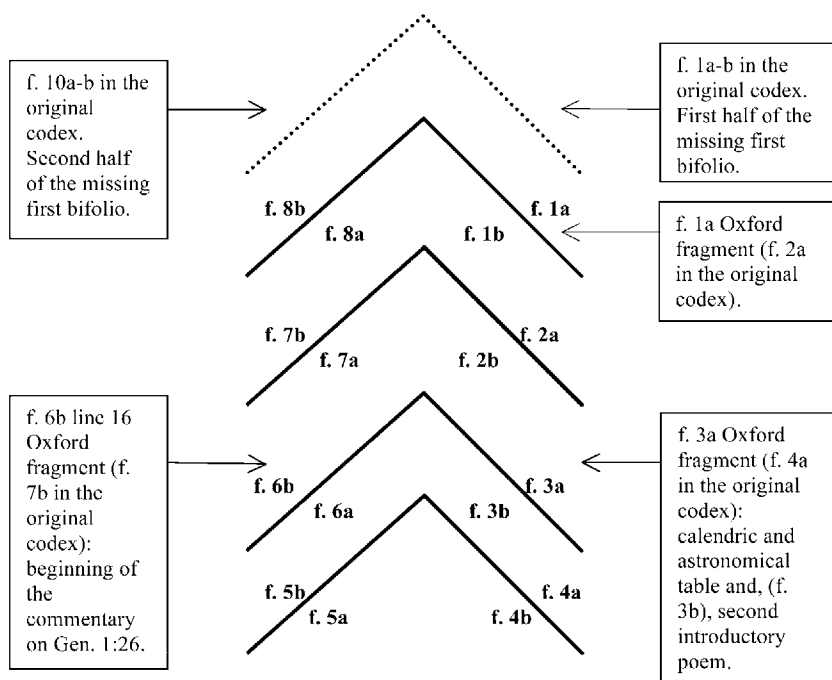 f. 10a-b in the
original
codex.
Second half
of the missing
first bifolio.
f. 1a-b in the
original codex.
First half of the
missing first
bifolio.
f. 8b
f. 8a
f. 1a
f. 1b
f. 1a Oxford
fragment (f. 2a
in the original
codex).
f. 7b
f. 7a
f. 2a
f. 2b
f. 6b line 16
Oxford
fragment (f.
7b in the
original
codex):
beginning of
the
commentary
on Gen. 1:26.
f. 6b
f. 6a
f. 3a
f. 3b
f. 3a Oxford
fragment (f. 4a
in the original
codex):
calendric and
astronomical
table and, (f.
3b), second
introductory
poem.
f. 5b
f. 5a
f. 4a
f. 4b